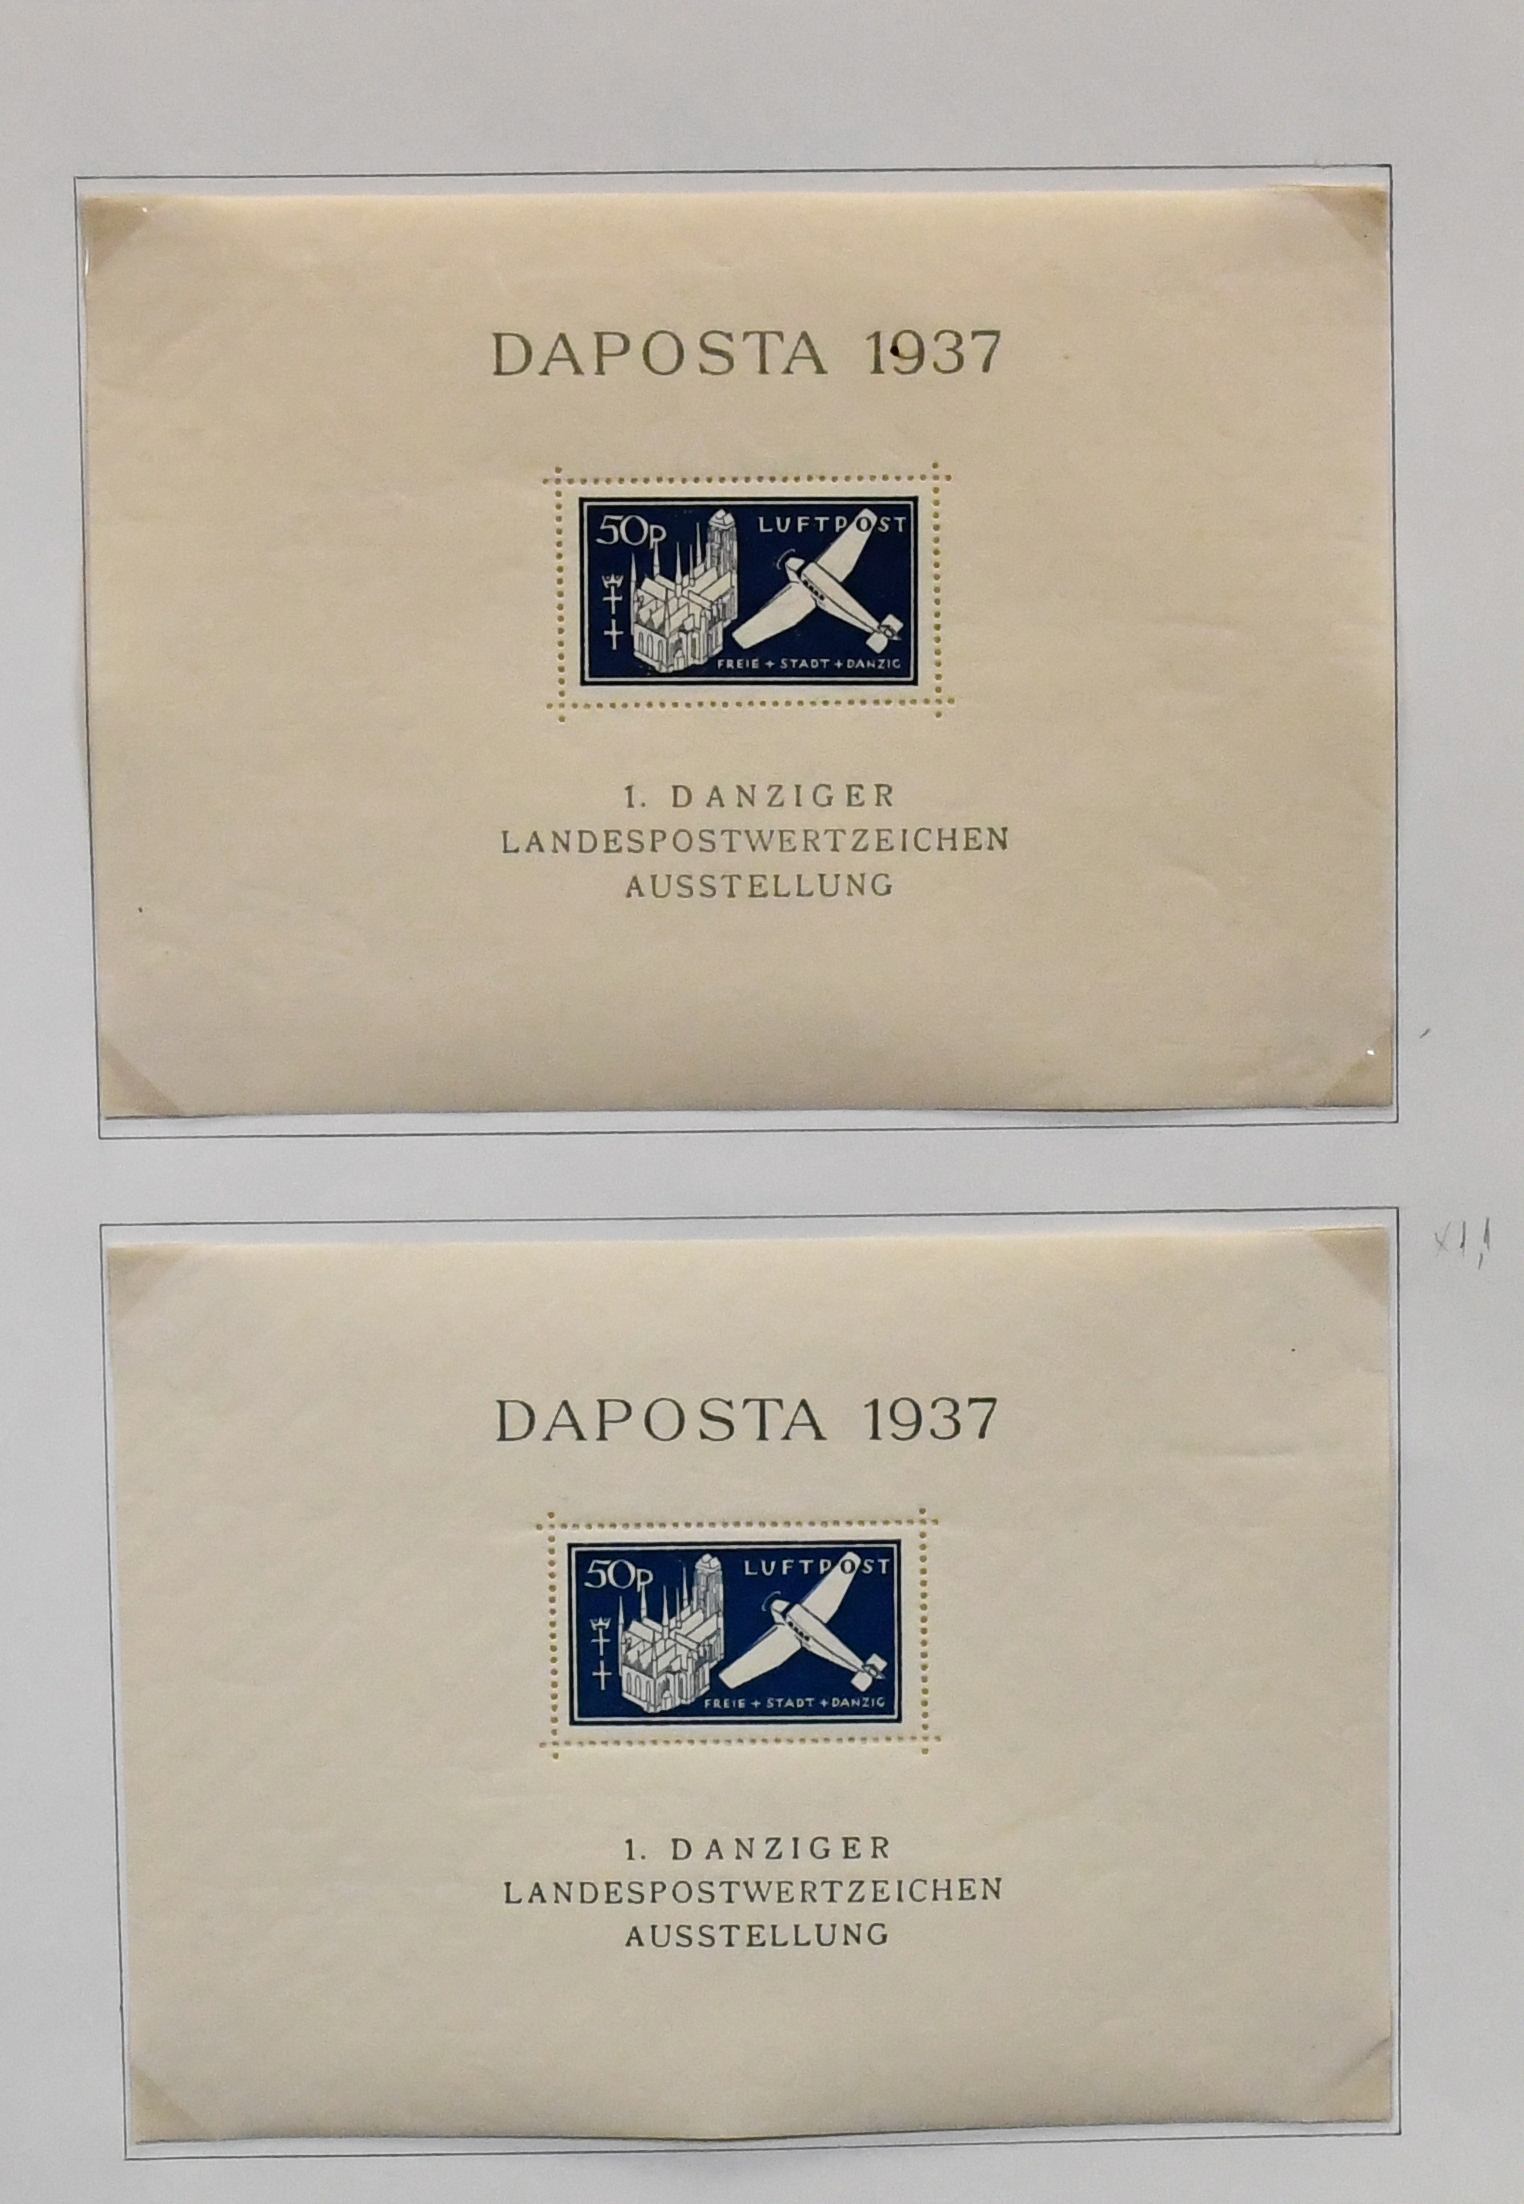 DAPOSTA 1937
50P LUFTPOST
FREIE + STADT + DANZIG
1. DANZIGER
LANDESPOSTWERTZEICHEN
AUSSTELLUNG
DAPOSTA 1937
50P LUFTPOST
FREIE + STADT + DANZIG
1. DANZIGER
LANDESPOSTWERTZEICHEN
AUSSTELLUNG